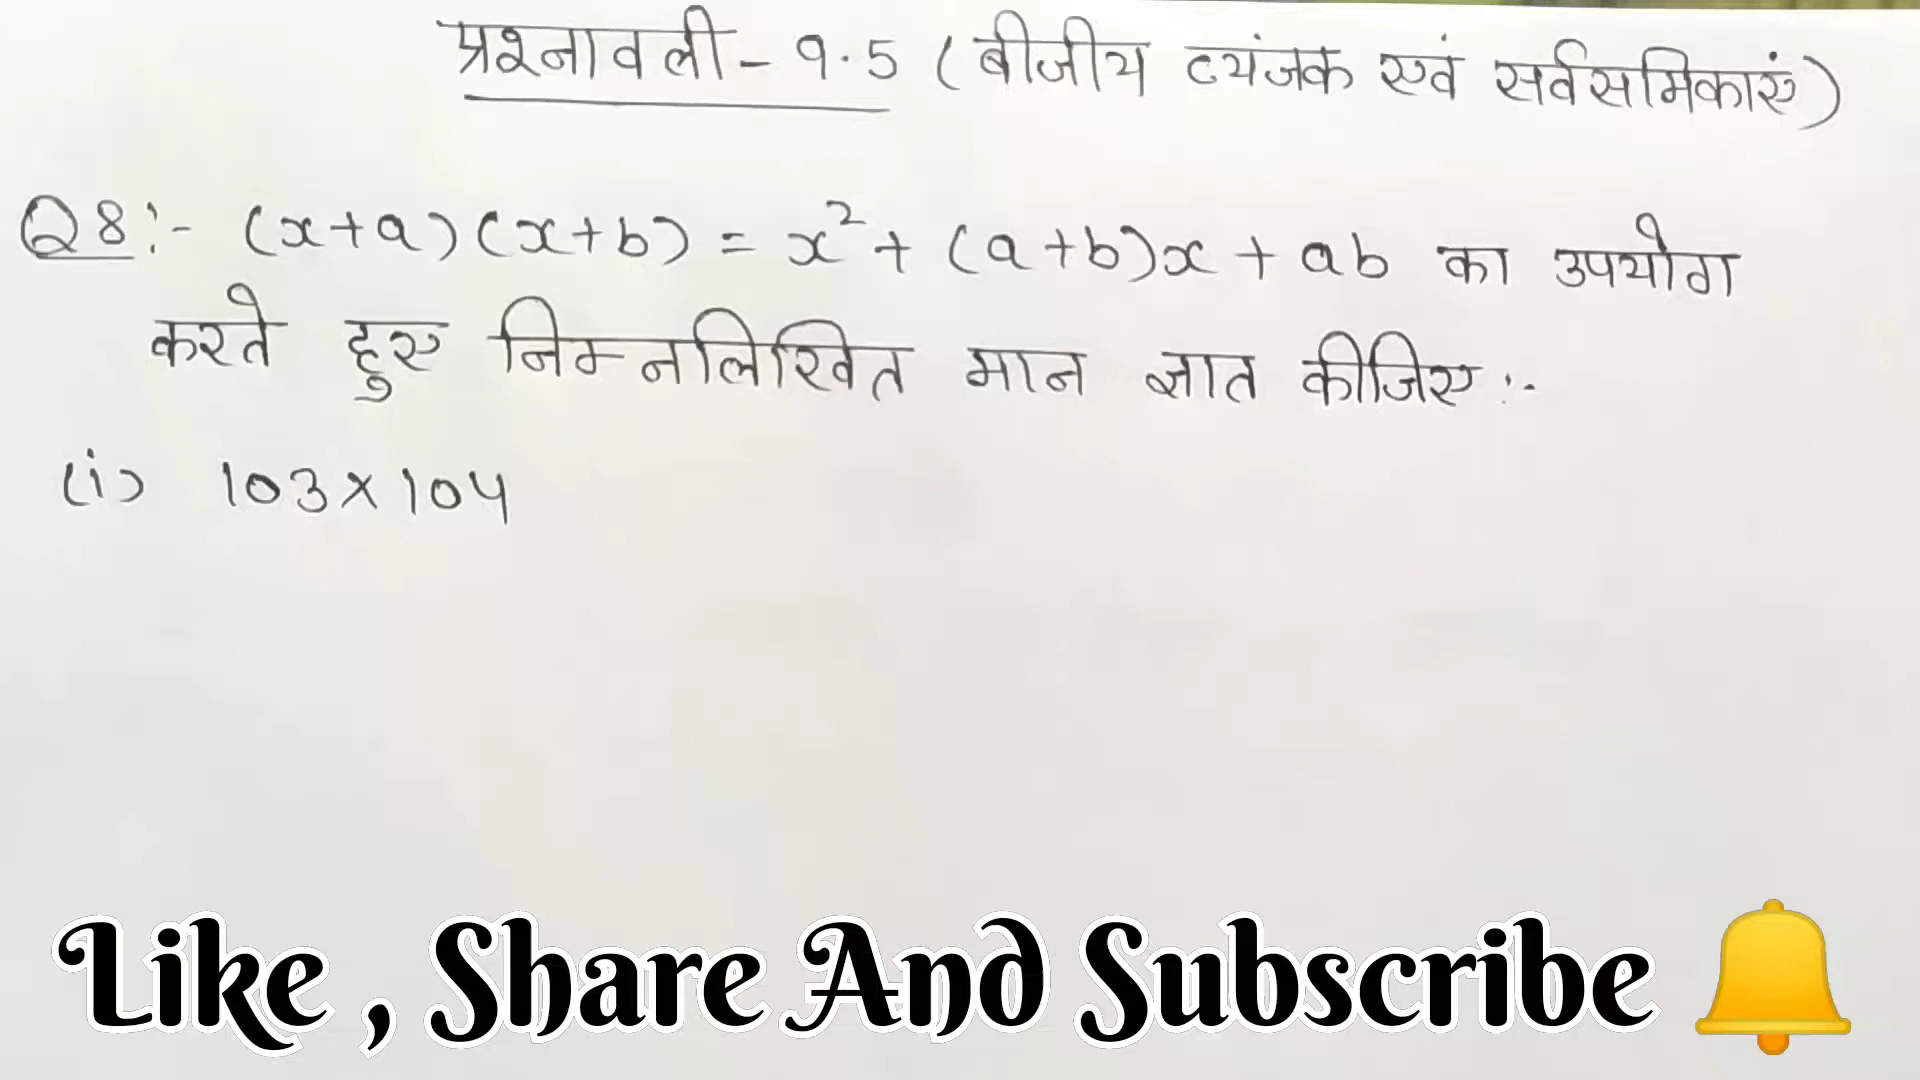 प्रश्नावली - 9.5 ( बीजीय व्यंजक एवं सर्वसमिकाएं )
Q8:- (x+a)(x+b) = x² + (a+b)x + ab का उपयोग
करते हुए निम्नलिखित मान ज्ञात कीजिए :-
(i) 103 x 104
Like , Share And Subscribe